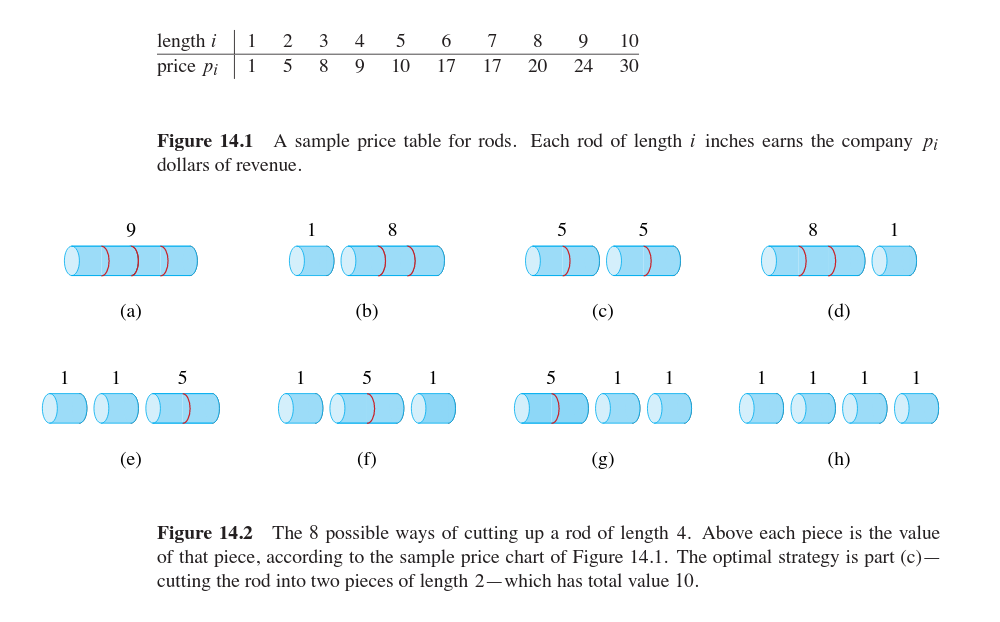 length i 1 2 3 4 5 6 7 8 9 10
price pᵢ 1 5 8 9 10 17 17 20 24 30
Figure 14.1 A sample price table for rods. Each rod of length i inches earns the company pᵢ
dollars of revenue.
9 1 8 5 5 8 1
(a) (b) (c) (d)
1 1 5 1 5 1 5 1 1 1 1 1 1
(e) (f) (g) (h)
Figure 14.2 The 8 possible ways of cutting up a rod of length 4. Above each piece is the value
of that piece, according to the sample price chart of Figure 14.1. The optimal strategy is part (c)—
cutting the rod into two pieces of length 2—which has total value 10.